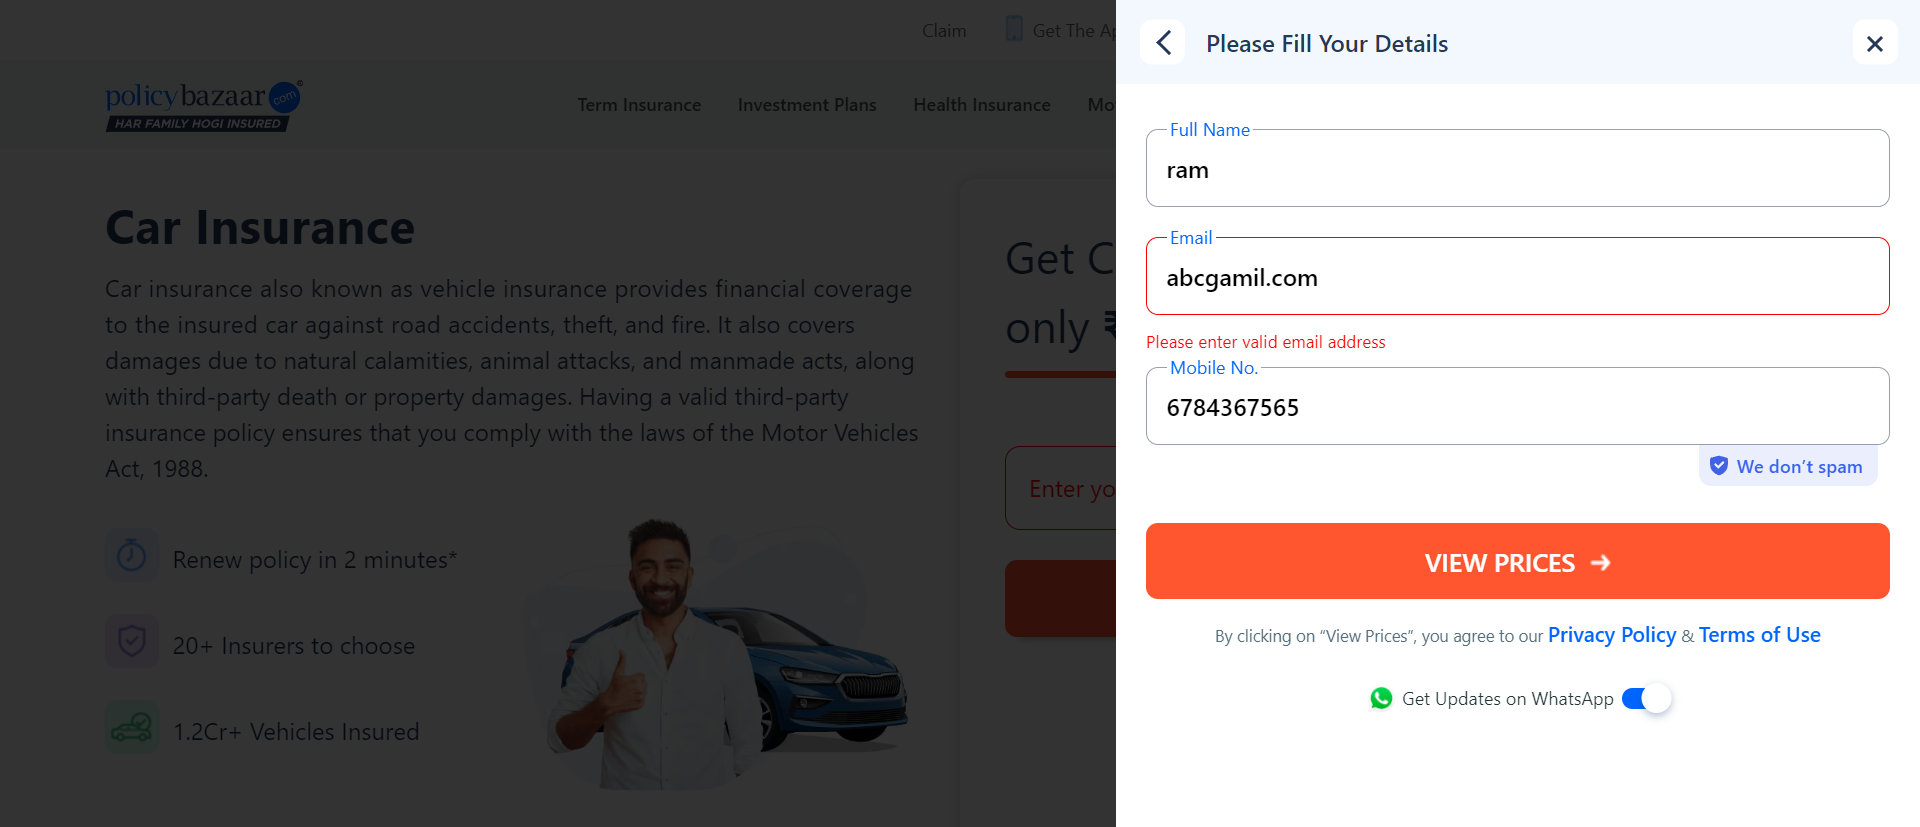 Claim
Get The Ap
policybazaar.com
HAR FAMILY HOGI INSURED
Term Insurance
Investment Plans
Health Insurance
Mo
Car Insurance
Car insurance also known as vehicle insurance provides financial coverage
to the insured car against road accidents, theft, and fire. It also covers
damages due to natural calamities, animal attacks, and manmade acts, along
with third-party death or property damages. Having a valid third-party
insurance policy ensures that you comply with the laws of the Motor Vehicles
Act, 1988.
Renew policy in 2 minutes*
20+ Insurers to choose
1.2Cr+ Vehicles Insured
Get C
only ₹
Enter yo
Please Fill Your Details
Full Name
ram
Email
abcgamil.com
Please enter valid email address
Mobile No.
6784367565
We don’t spam
VIEW PRICES
By clicking on “View Prices”, you agree to our Privacy Policy & Terms of Use
Get Updates on WhatsApp